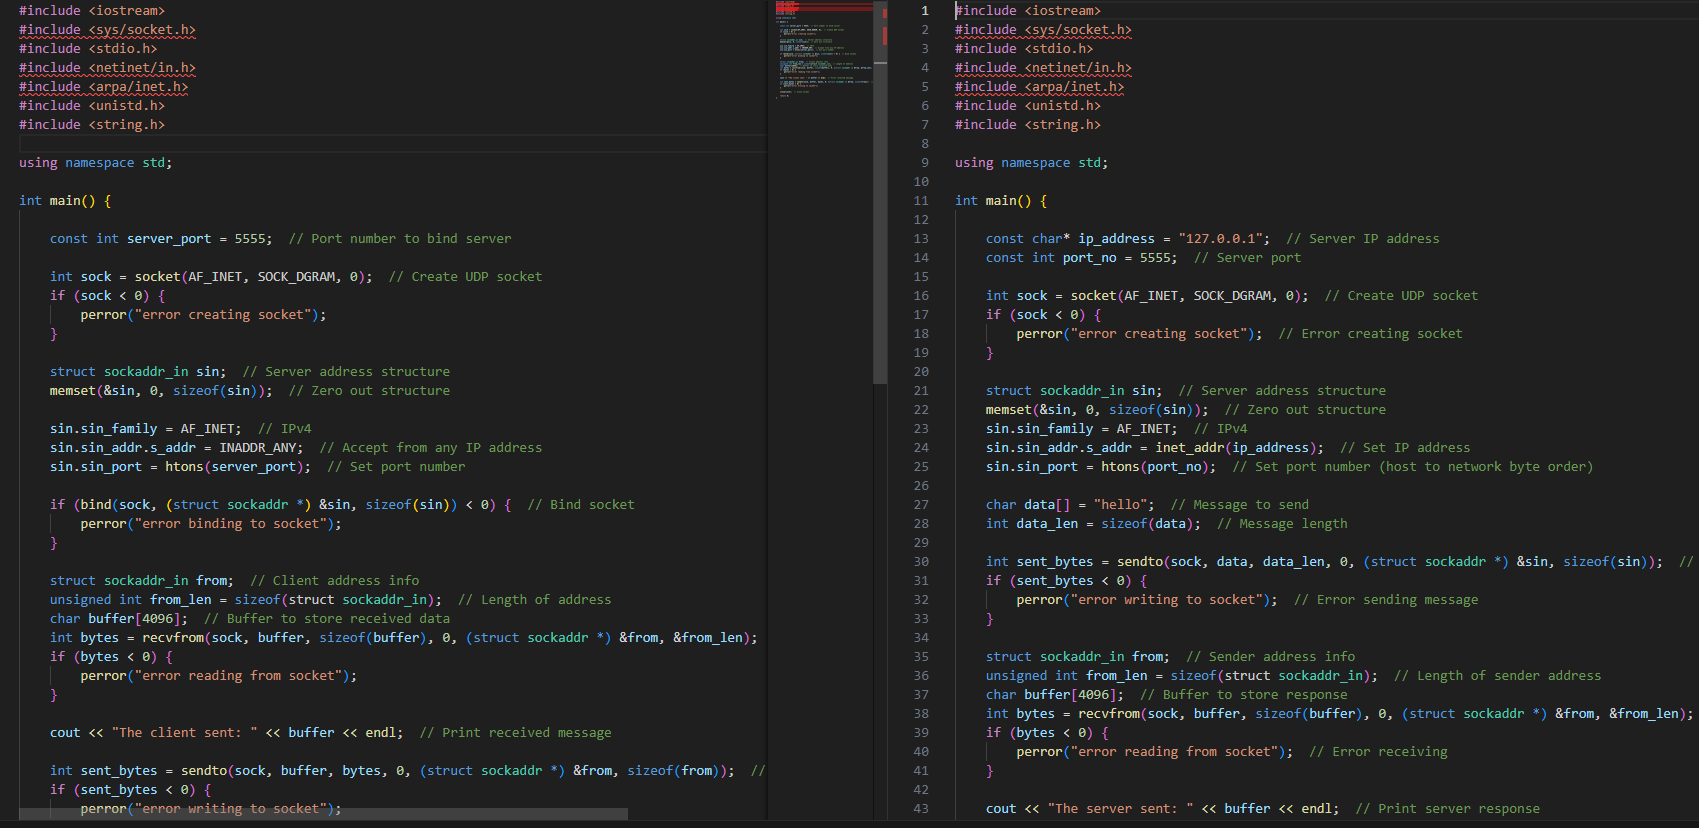 #include <iostream>
#include <sys/socket.h>
#include <stdio.h>
#include <netinet/in.h>
#include <arpa/inet.h>
#include <unistd.h>
#include <string.h>
using namespace std;
int main() {
const int server_port = 5555;  // Port number to bind server
int sock = socket(AF_INET, SOCK_DGRAM, 0);  // Create UDP socket
if (sock < 0) {
perror("error creating socket");
}
struct sockaddr_in sin;  // Server address structure
memset(&sin, 0, sizeof(sin));  // Zero out structure
sin.sin_family = AF_INET;  // IPv4
sin.sin_addr.s_addr = INADDR_ANY;  // Accept from any IP address
sin.sin_port = htons(server_port);  // Set port number
if (bind(sock, (struct sockaddr *) &sin, sizeof(sin)) < 0) {  // Bind socket
perror("error binding to socket");
}
struct sockaddr_in from;  // Client address info
unsigned int from_len = sizeof(struct sockaddr_in);  // Length of address
char buffer[4096];  // Buffer to store received data
int bytes = recvfrom(sock, buffer, sizeof(buffer), 0, (struct sockaddr *) &from, &from_len);
if (bytes < 0) {
perror("error reading from socket");
}
cout << "The client sent: " << buffer << endl;  // Print received message
int sent_bytes = sendto(sock, buffer, bytes, 0, (struct sockaddr *) &from, sizeof(from));  //
if (sent_bytes < 0) {
perror("error writing to socket");
1 #include <iostream>
2 #include <sys/socket.h>
3 #include <stdio.h>
4 #include <netinet/in.h>
5 #include <arpa/inet.h>
6 #include <unistd.h>
7 #include <string.h>
8
9 using namespace std;
10
11 int main() {
12
13 const char* ip_address = "127.0.0.1";  // Server IP address
14 const int port_no = 5555;  // Server port
15
16 int sock = socket(AF_INET, SOCK_DGRAM, 0);  // Create UDP socket
17 if (sock < 0) {
18 perror("error creating socket");  // Error creating socket
19 }
20
21 struct sockaddr_in sin;  // Server address structure
22 memset(&sin, 0, sizeof(sin));  // Zero out structure
23 sin.sin_family = AF_INET;  // IPv4
24 sin.sin_addr.s_addr = inet_addr(ip_address);  // Set IP address
25 sin.sin_port = htons(port_no);  // Set port number (host to network byte order)
26
27 char data[] = "hello";  // Message to send
28 int data_len = sizeof(data);  // Message length
29
30 int sent_bytes = sendto(sock, data, data_len, 0, (struct sockaddr *) &sin, sizeof(sin));  //
31 if (sent_bytes < 0) {
32 perror("error writing to socket");  // Error sending message
33 }
34
35 struct sockaddr_in from;  // Sender address info
36 unsigned int from_len = sizeof(struct sockaddr_in);  // Length of sender address
37 char buffer[4096];  // Buffer to store response
38 int bytes = recvfrom(sock, buffer, sizeof(buffer), 0, (struct sockaddr *) &from, &from_len);
39 if (bytes < 0) {
40 perror("error reading from socket");  // Error receiving
41 }
42
43 cout << "The server sent: " << buffer << endl;  // Print server response